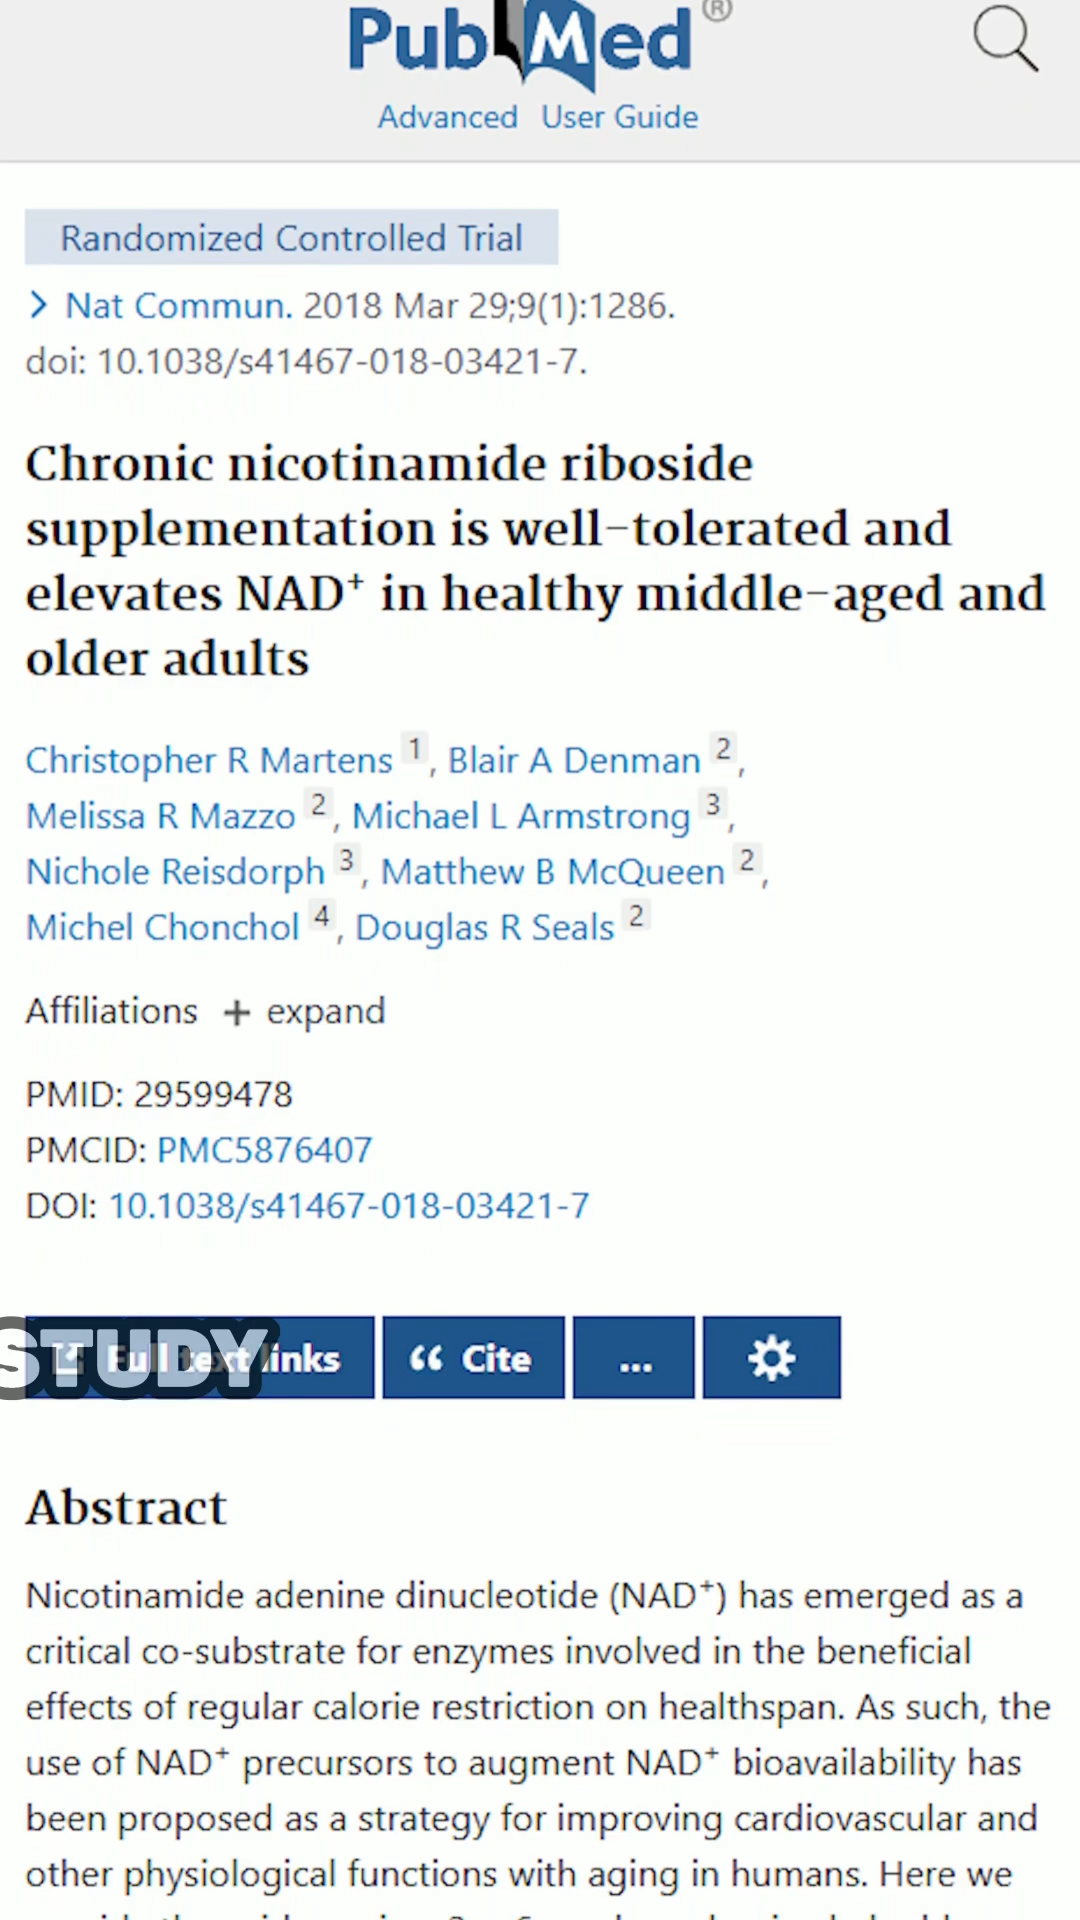 PubMed®
Advanced User Guide
Randomized Controlled Trial
> Nat Commun. 2018 Mar 29;9(1):1286.
doi: 10.1038/s41467-018-03421-7.
Chronic nicotinamide riboside
supplementation is well-tolerated and
elevates NAD⁺ in healthy middle-aged and
older adults
Christopher R Martens 1, Blair A Denman 2,
Melissa R Mazzo 2, Michael L Armstrong 3,
Nichole Reisdorph 3, Matthew B McQueen 2,
Michel Chonchol 4, Douglas R Seals 2
Affiliations + expand
PMID: 29599478
PMCID: PMC5876407
DOI: 10.1038/s41467-018-03421-7
STUDY
Full text links “ Cite ...
Abstract
Nicotinamide adenine dinucleotide (NAD⁺) has emerged as a
critical co-substrate for enzymes involved in the beneficial
effects of regular calorie restriction on healthspan. As such, the
use of NAD⁺ precursors to augment NAD⁺ bioavailability has
been proposed as a strategy for improving cardiovascular and
other physiological functions with aging in humans. Here we